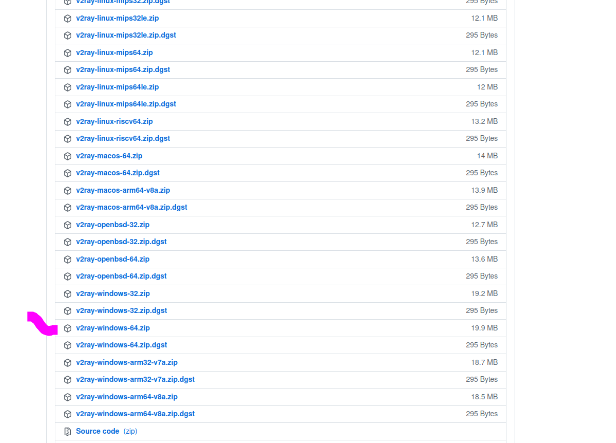 v2ray-linux-mips32.zip.dgst 295 Bytes
v2ray-linux-mips32le.zip 12.1 MB
v2ray-linux-mips32le.zip.dgst 295 Bytes
v2ray-linux-mips64.zip 12.1 MB
v2ray-linux-mips64.zip.dgst 295 Bytes
v2ray-linux-mips64le.zip 12 MB
v2ray-linux-mips64le.zip.dgst 295 Bytes
v2ray-linux-riscv64.zip 13.2 MB
v2ray-linux-riscv64.zip.dgst 295 Bytes
v2ray-macos-64.zip 14 MB
v2ray-macos-64.zip.dgst 295 Bytes
v2ray-macos-arm64-v8a.zip 13.9 MB
v2ray-macos-arm64-v8a.zip.dgst 295 Bytes
v2ray-openbsd-32.zip 12.7 MB
v2ray-openbsd-32.zip.dgst 295 Bytes
v2ray-openbsd-64.zip 13.6 MB
v2ray-openbsd-64.zip.dgst 295 Bytes
v2ray-windows-32.zip 19.2 MB
v2ray-windows-32.zip.dgst 295 Bytes
v2ray-windows-64.zip 19.9 MB
v2ray-windows-64.zip.dgst 295 Bytes
v2ray-windows-arm32-v7a.zip 18.7 MB
v2ray-windows-arm32-v7a.zip.dgst 295 Bytes
v2ray-windows-arm64-v8a.zip 18.5 MB
v2ray-windows-arm64-v8a.zip.dgst 295 Bytes
Source code (zip)